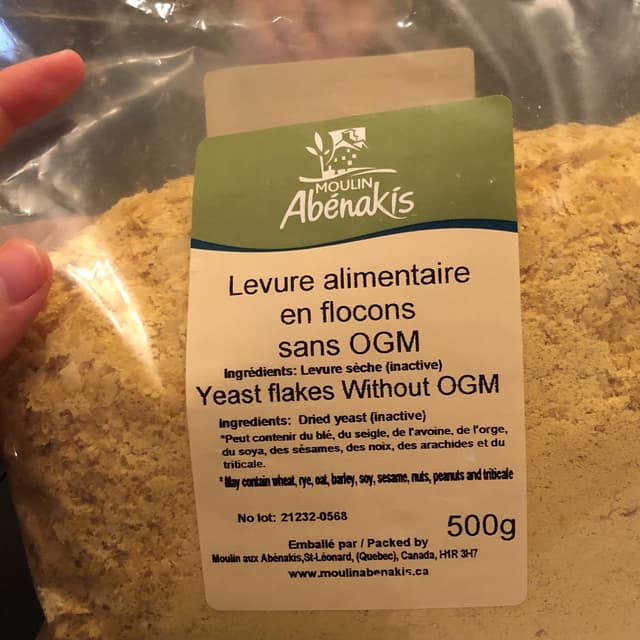 MOULIN
Abénakis
Levure alimentaire
en flocons
sans OGM
Ingrédients: Levure sèche (inactive)
Yeast flakes Without OGM
Ingredients: Dried yeast (inactive)
*Peut contenir du blé, du seigle, de l'avoine, de l'orge,
du soya, des sésames, des noix, des arachides et du
triticale.
* May contain wheat, rye, oat, barley, soy, sesame, nuts, peanuts and triticale
No lot: 21232-0568
500g
Emballé par / Packed by
Moulin aux Abénakis,St-Léonard, (Quebec), Canada, H1R 3H7
www.moulinabenakis.ca